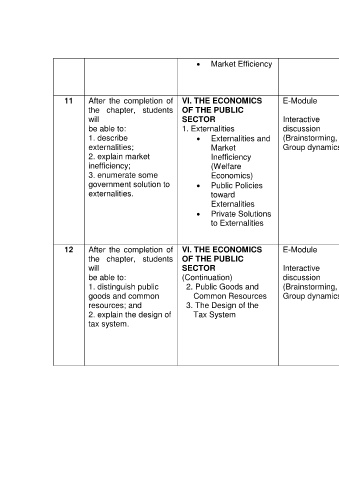 • Market Efficiency
11
After the completion of
the chapter, students
will
be able to:
1. describe
externalities;
2. explain market
inefficiency;
3. enumerate some
government solution to
externalities.
VI. THE ECONOMICS
OF THE PUBLIC
SECTOR
1. Externalities
• Externalities and
Market
Inefficiency
(Welfare
Economics)
• Public Policies
toward
Externalities
• Private Solutions
to Externalities
E-Module
Interactive
discussion
(Brainstorming,
Group dynamics
12
After the completion of
the chapter, students
will
be able to:
1. distinguish public
goods and common
resources; and
2. explain the design of
tax system.
VI. THE ECONOMICS
OF THE PUBLIC
SECTOR
(Continuation)
2. Public Goods and
Common Resources
3. The Design of the
Tax System
E-Module
Interactive
discussion
(Brainstorming,
Group dynamics